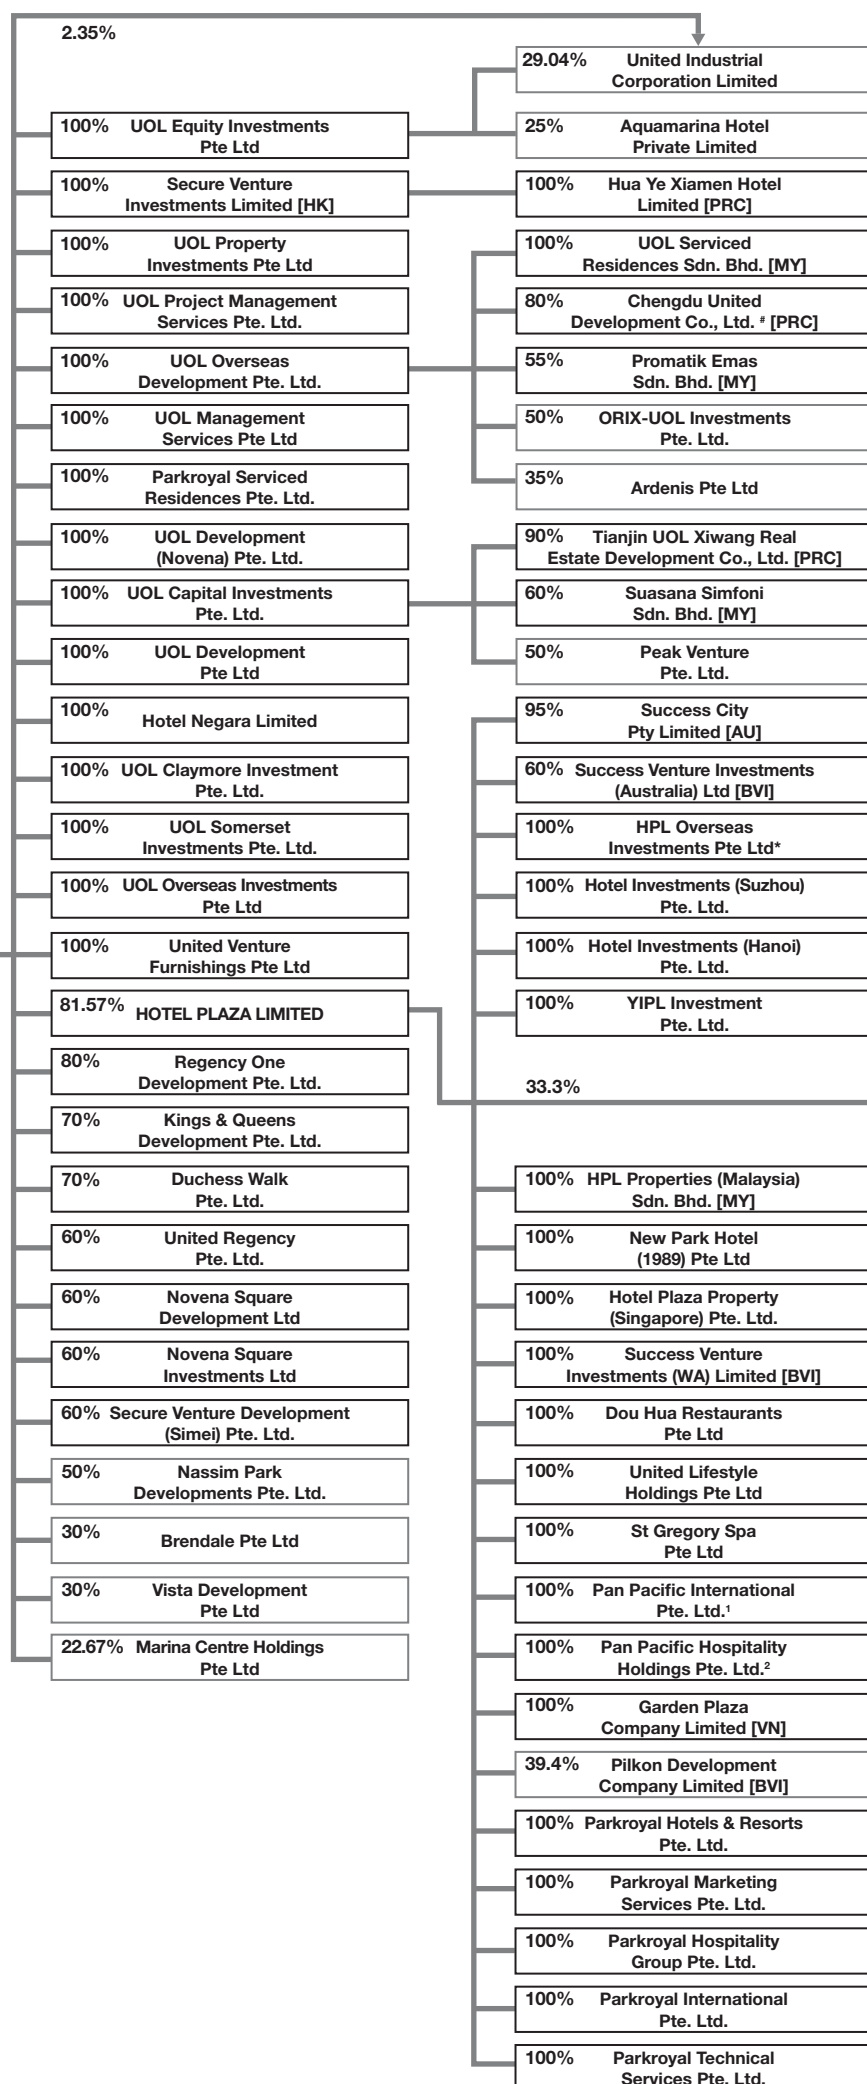 2.35%
29.04% United Industrial
Corporation Limited
100% UOL Equity Investments
Pte Ltd
25% Aquamarina Hotel
Private Limited
100% Secure Venture
Investments Limited [HK]
100% Hua Ye Xiamen Hotel
Limited [PRC]
100% UOL Property
Investments Pte Ltd
100% UOL Serviced
Residences Sdn. Bhd. [MY]
100% UOL Project Management
Services Pte. Ltd.
80% Chengdu United
Development Co., Ltd. # [PRC]
100% UOL Overseas
Development Pte. Ltd.
55% Promatik Emas
Sdn. Bhd. [MY]
100% UOL Management
Services Pte Ltd
50% ORIX-UOL Investments
Pte. Ltd.
100% Parkroyal Serviced
Residences Pte. Ltd.
35% Ardenis Pte Ltd
100% UOL Development
(Novena) Pte. Ltd.
90% Tianjin UOL Xiwang Real
Estate Development Co., Ltd. [PRC]
100% UOL Capital Investments
Pte. Ltd.
60% Suasana Simfoni
Sdn. Bhd. [MY]
100% UOL Development
Pte Ltd
50% Peak Venture
Pte. Ltd.
100% Hotel Negara Limited
95% Success City
Pty Limited [AU]
100% UOL Claymore Investment
Pte. Ltd.
60% Success Venture Investments
(Australia) Ltd [BVI]
100% UOL Somerset
Investments Pte. Ltd.
100% HPL Overseas
Investments Pte Ltd*
100% UOL Overseas Investments
Pte Ltd
100% Hotel Investments (Suzhou)
Pte. Ltd.
100% United Venture
Furnishings Pte Ltd
100% Hotel Investments (Hanoi)
Pte. Ltd.
81.57% HOTEL PLAZA LIMITED
100% YIPL Investment
Pte. Ltd.
80% Regency One
Development Pte. Ltd.
33.3%
70% Kings & Queens
Development Pte. Ltd.
70% Duchess Walk
Pte. Ltd.
100% HPL Properties (Malaysia)
Sdn. Bhd. [MY]
60% United Regency
Pte. Ltd.
100% New Park Hotel
(1989) Pte Ltd
60% Novena Square
Development Ltd
100% Hotel Plaza Property
(Singapore) Pte. Ltd.
60% Novena Square
Investments Ltd
100% Success Venture
Investments (WA) Limited [BVI]
60% Secure Venture Development
(Simei) Pte. Ltd.
100% Dou Hua Restaurants
Pte Ltd
50% Nassim Park
Developments Pte. Ltd.
100% United Lifestyle
Holdings Pte Ltd
30% Brendale Pte Ltd
100% St Gregory Spa
Pte Ltd
30% Vista Development
Pte Ltd
100% Pan Pacific International
Pte. Ltd.¹
22.67% Marina Centre Holdings
Pte Ltd
100% Pan Pacific Hospitality
Holdings Pte. Ltd.²
100% Garden Plaza
Company Limited [VN]
39.4% Pilkon Development
Company Limited [BVI]
100% Parkroyal Hotels & Resorts
Pte. Ltd.
100% Parkroyal Marketing
Services Pte. Ltd.
100% Parkroyal Hospitality
Group Pte. Ltd.
100% Parkroyal International
Pte. Ltd.
100% Parkroyal Technical
Services Pte. Ltd.